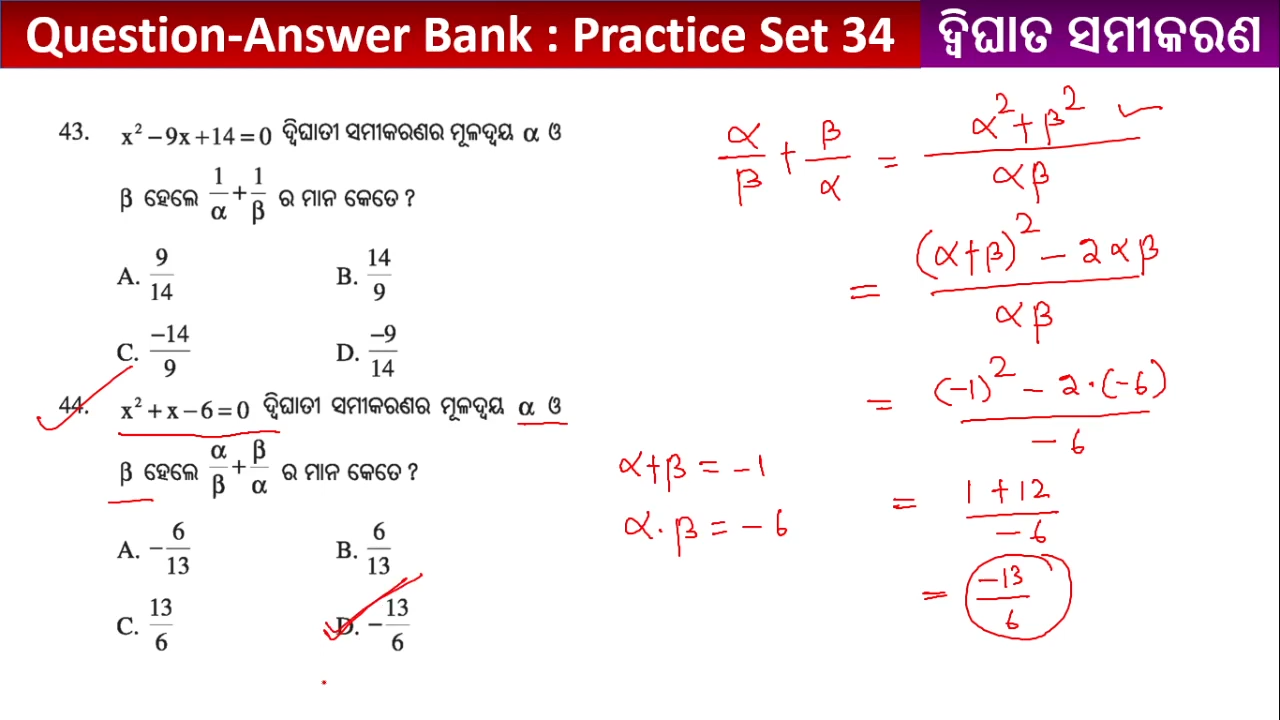 Question-Answer Bank : Practice Set 34
ଦ୍ୱିଘାତ ସମୀକରଣ
43. x² – 9x + 14 = 0 ଦ୍ୱିଘାତୀ ସମୀକରଣର ମୂଳଦ୍ୱୟ α ଓ
β ହେଲେ 1/α + 1/β ର ମାନ କେତେ ?
A. 9/14 B. 14/9
C. –14/9 D. –9/14
44. x² + x – 6 = 0 ଦ୍ୱିଘାତୀ ସମୀକରଣର ମୂଳଦ୍ୱୟ α ଓ
β ହେଲେ α/β + β/α ର ମାନ କେତେ ?
A. –6/13 B. 6/13
C. 13/6 D. –13/6
α+β = –1
α·β = –6
α/β + β/α = (α² + β²)/αβ
= ((α+β)² – 2αβ)/αβ
= ((–1)² – 2·(–6))/–6
= (1+12)/–6
= –13/6